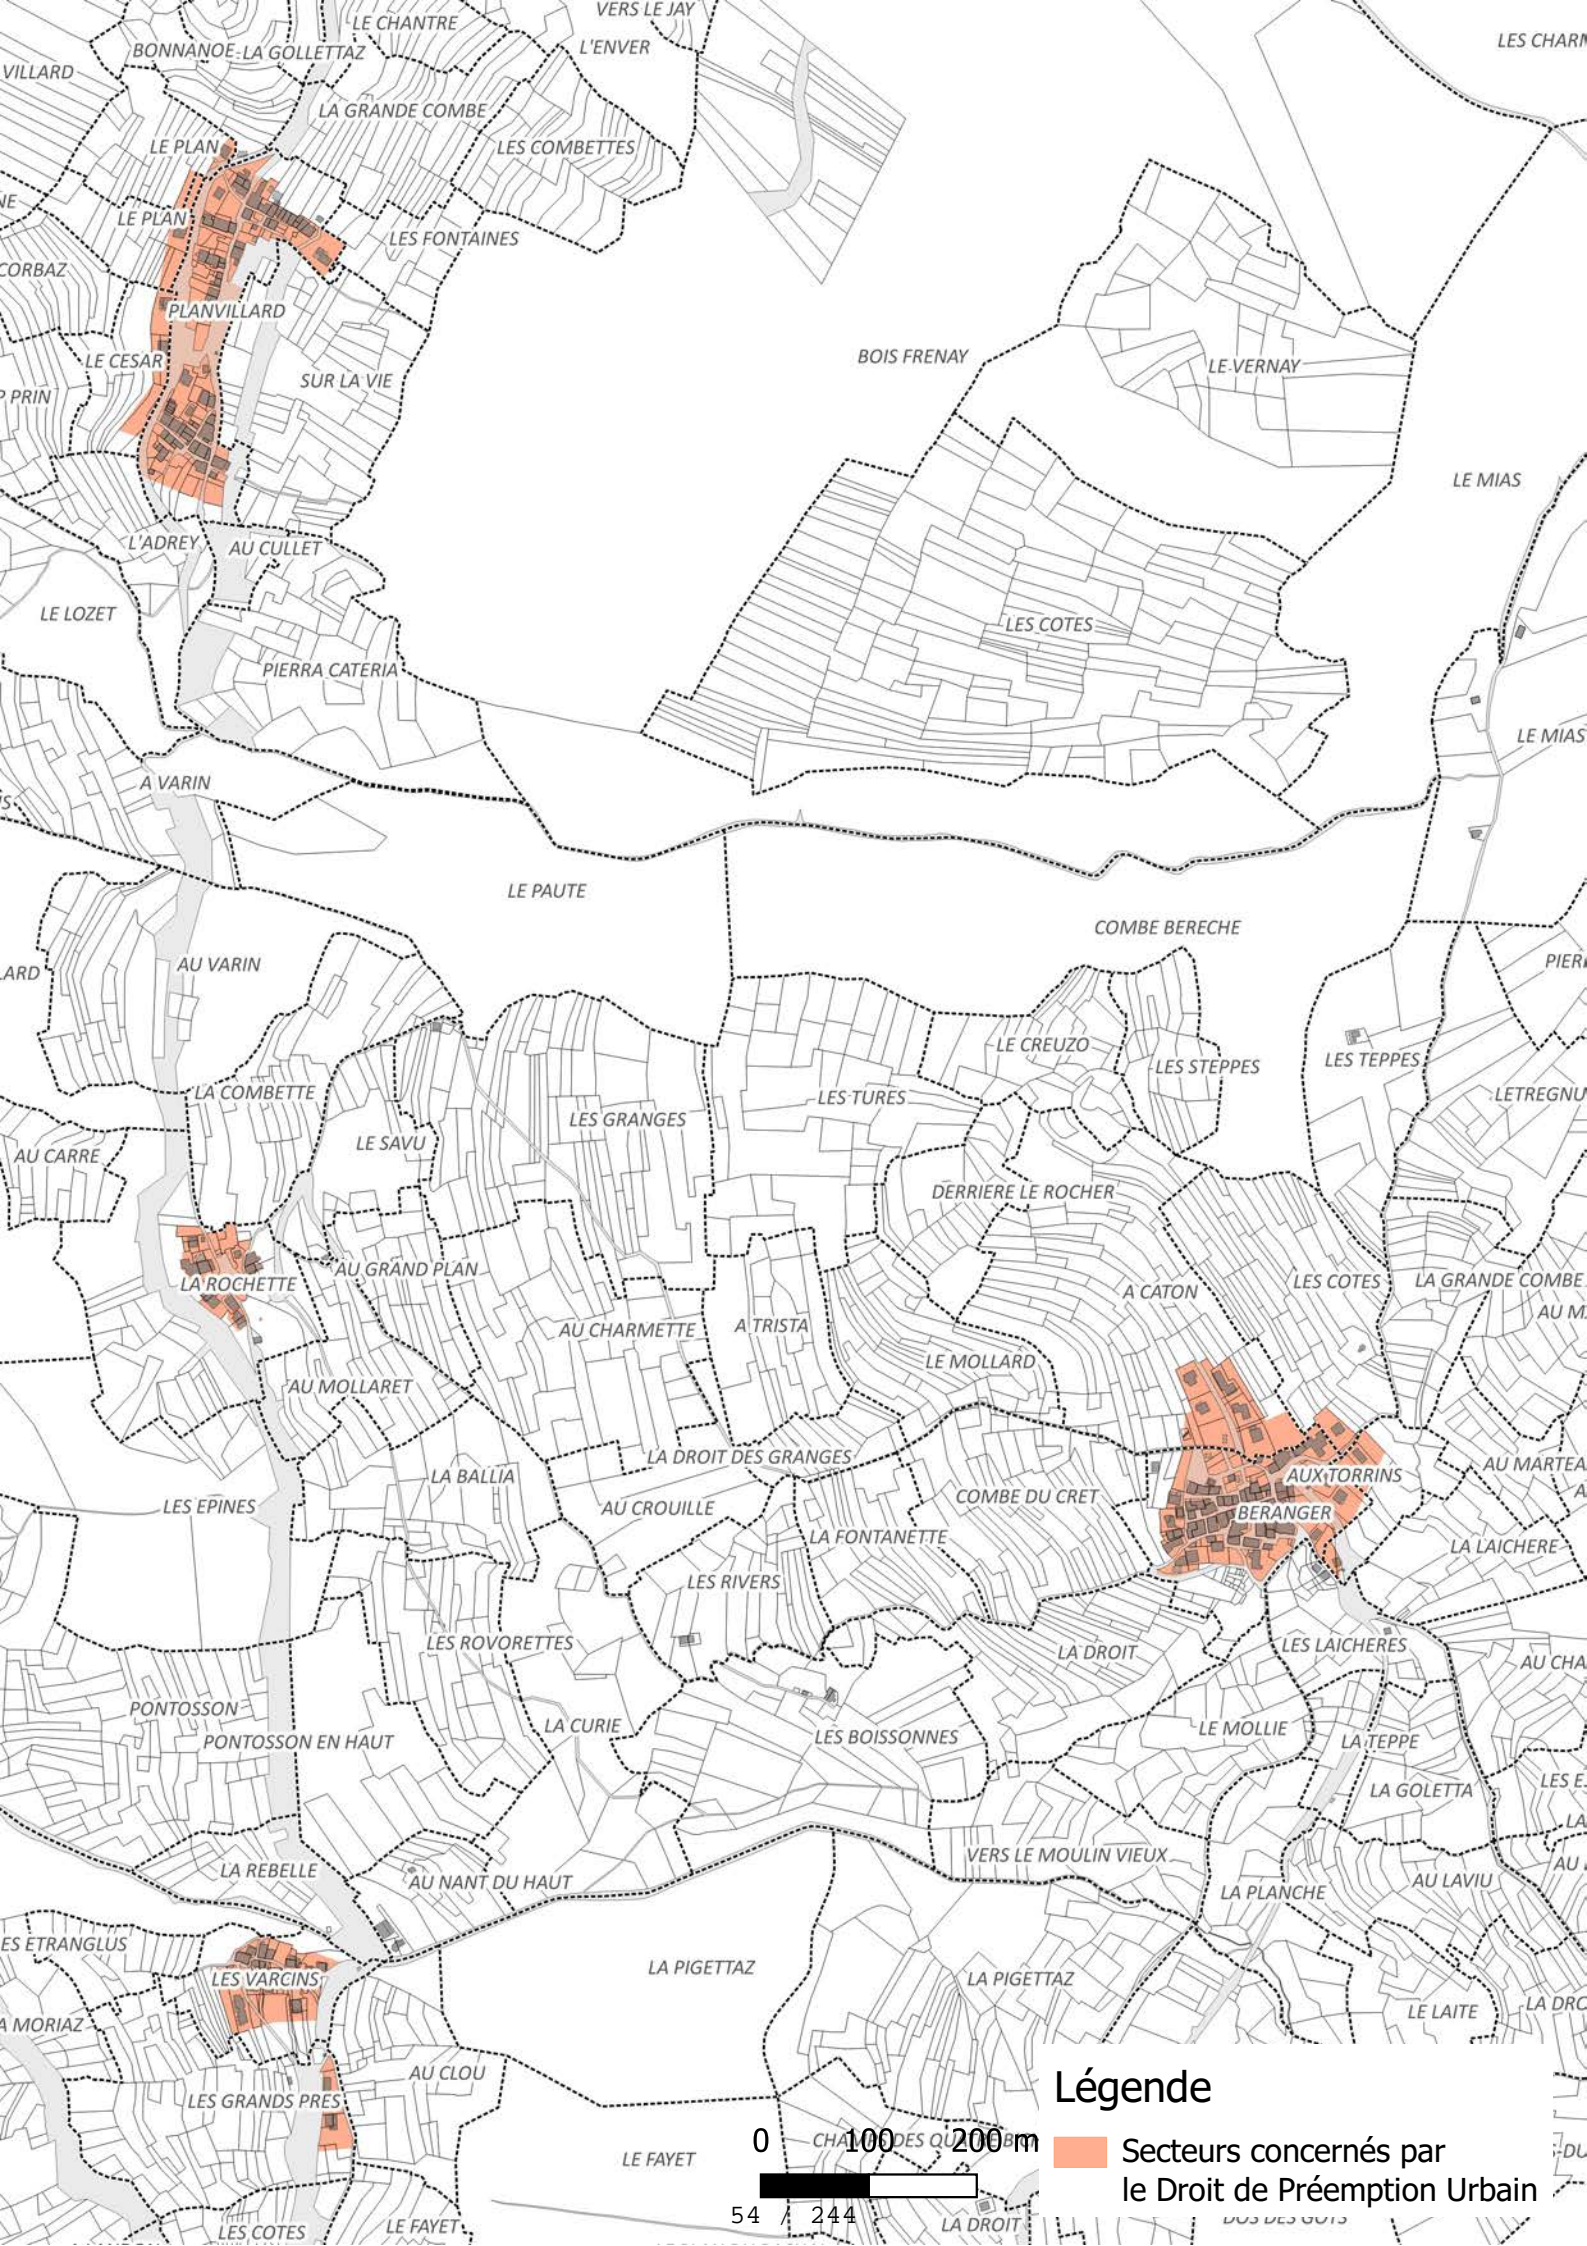 LE CHANTRE
VERS LE JAY
BONNANOE
LA GOLLETTAZ
L'ENVER
VILLARD
LA GRANDE COMBE
LES COMBETTES
LE PLAN
LE PLAN
LES FONTAINES
CORBAZ
PLANVILLARD
LE CESAR
SUR LA VIE
BOIS FRENAY
LE VERNAY
PRIN
LE MIAS
L'ADREY
AU CULLET
LE LOZET
LES COTES
PIERRA CATERIA
LE MIAS
A VARIN
LE PAUTE
COMBE BERECHE
AU VARIN
LE CREUZO
LES STEPPES
LES TEPPES
LA COMBETTE
LES TURES
LES GRANGES
LETREGNU
LE SAVU
AU CARRE
DERRIERE LE ROCHER
AU GRAND PLAN
LA ROCHETTE
A CATON
LES COTES
LA GRANDE COMBE
AU CHARMETTE
A TRISTA
LE MOLLARD
AU MOLLARET
LA DROIT DES GRANGES
LA BALLIA
AU MARTEA
AUX TORRINS
LES EPINES
AU CROUILLE
COMBE DU CRET
BERANGER
LA FONTANETTE
LA LAICHERE
LES RIVERS
LES ROVORETTES
LA DROIT
LES LAICHERES
AU CHA
PONTOSSON
LA CURIE
LES BOISSONNES
LE MOLLIE
PONTOSSON EN HAUT
LA TEPPE
LA GOLETTA
LES E
VERS LE MOULIN VIEUX
LA REBELLE
AU NANT DU HAUT
LA PLANCHE
AU LAVIU
ES ETRANGLUS
LES VARCINS
LA PIGETTAZ
LA PIGETTAZ
MORIAZ
LE LAITE
LA DRO
AU CLOU
LES GRANDS PRES
Légende
0 100 200 m
CHAMPS DES QUATRE
Secteurs concernés par
le Droit de Préemption Urbain
LE FAYET
54 / 244
LES COTES
LE FAYET
LA DROIT